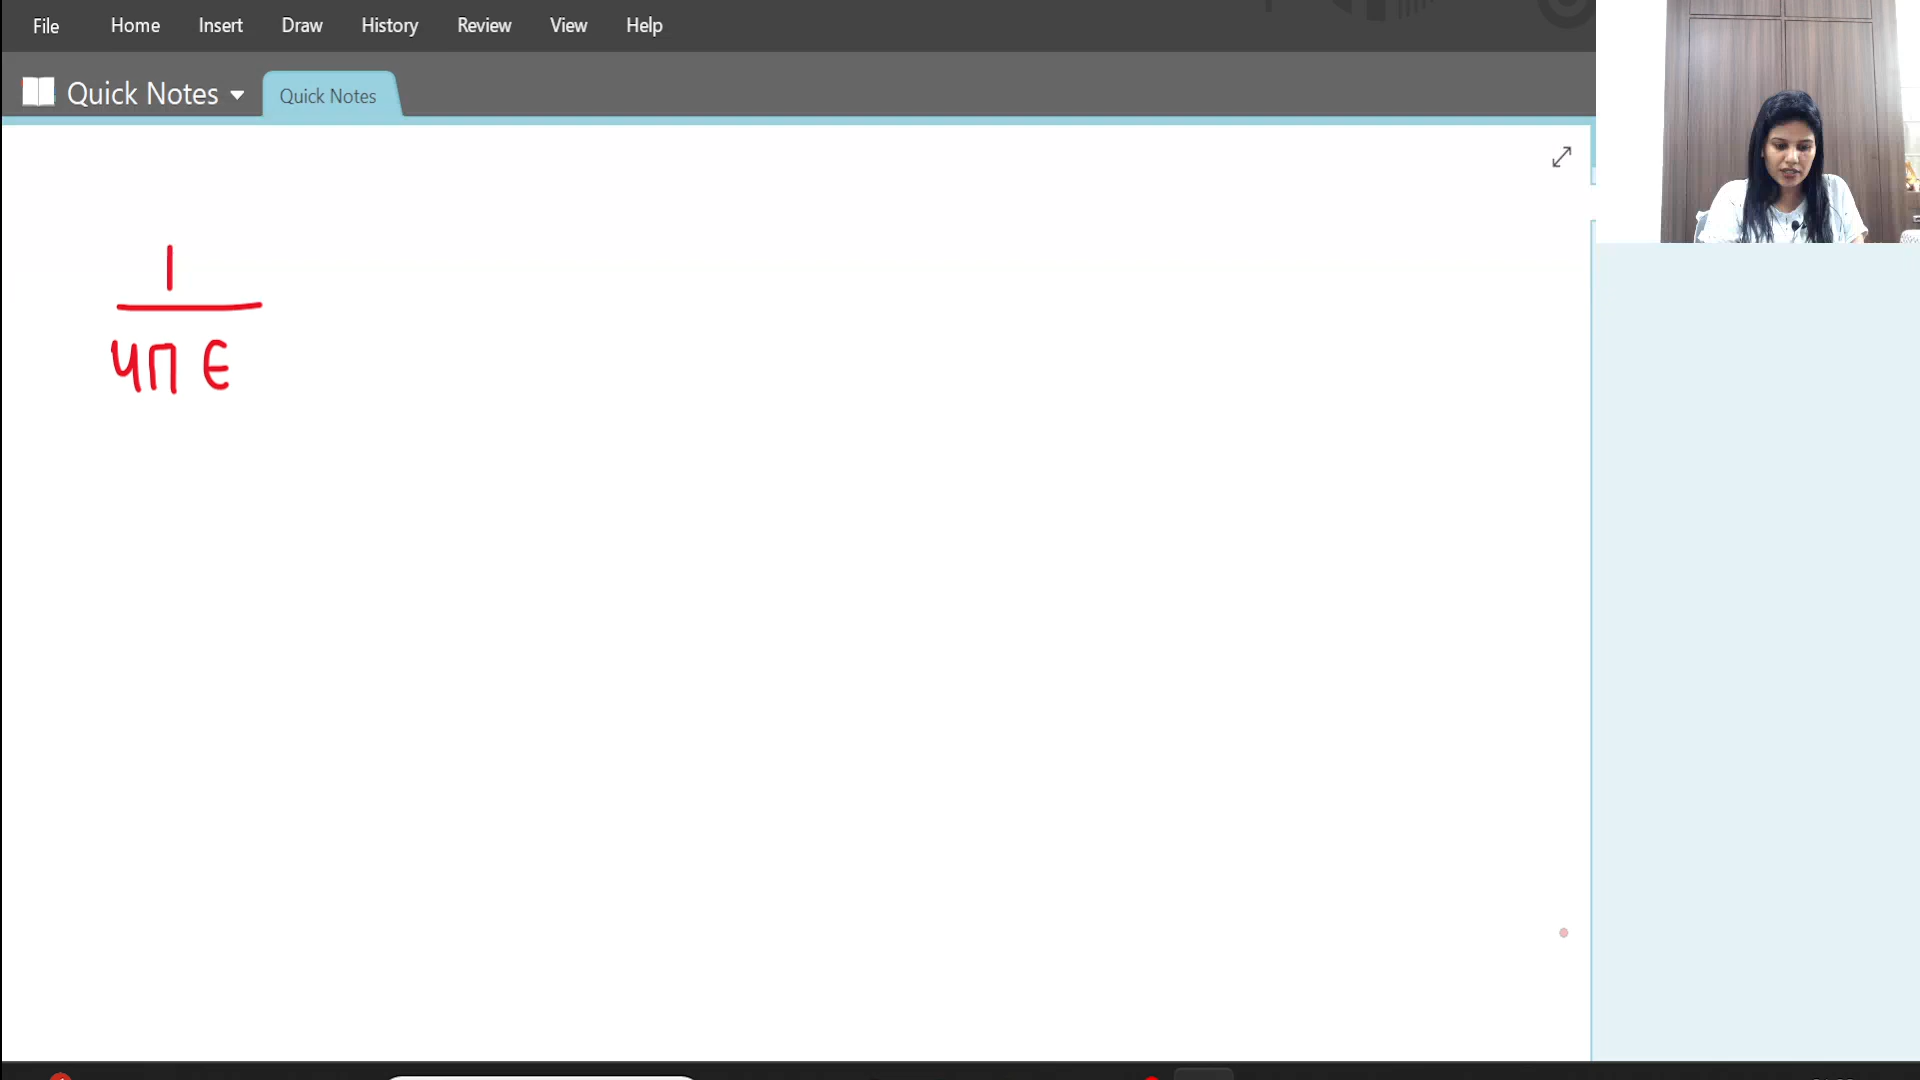 File Home Insert Draw History Review View Help
Quick Notes Quick Notes
1
4π ϵ